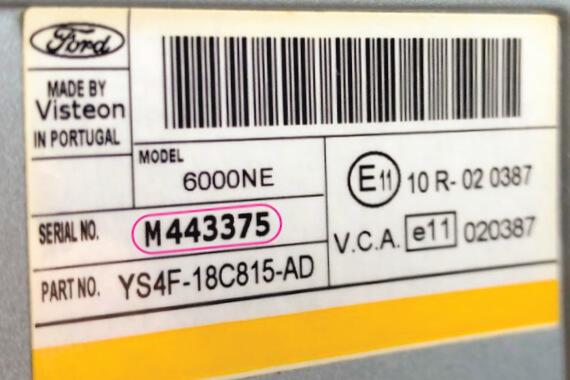 Ford
MADE BY
Visteon
IN PORTUGAL
MODEL
6000NE
SERIAL NO. M443375
PART NO. YS4F-18C815-AD
E11 10 R- 02 0387
V.C.A. e11 020387